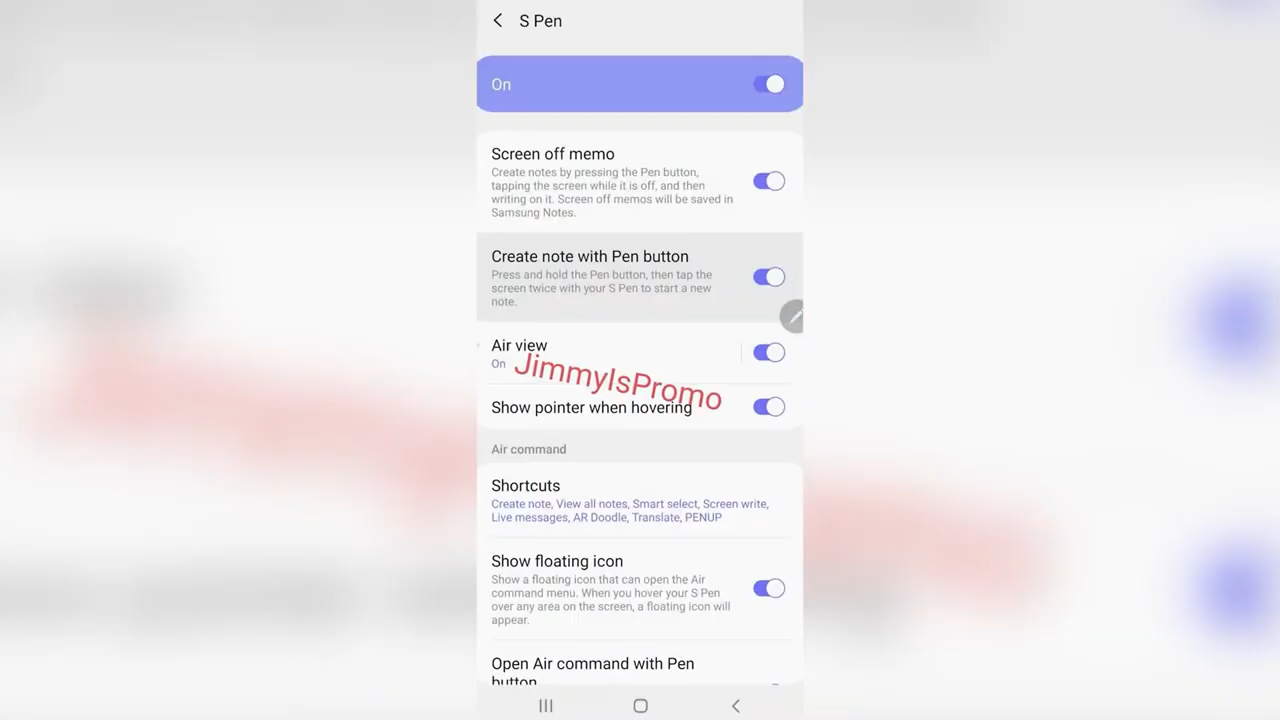 S Pen
On
Screen off memo
Create notes by pressing the Pen button,
tapping the screen while it is off, and then
writing on it. Screen off memos will be saved in
Samsung Notes.
Create note with Pen button
Press and hold the Pen button, then tap the
screen twice with your S Pen to start a new
note.
Air view
On
JimmyIsPromo
Show pointer when hovering
Air command
Shortcuts
Create note, View all notes, Smart select, Screen write,
Live messages, AR Doodle, Translate, PENUP
Show floating icon
Show a floating icon that can open the Air
command menu. When you hover your S Pen
over any area on the screen, a floating icon will
appear.
Open Air command with Pen
button